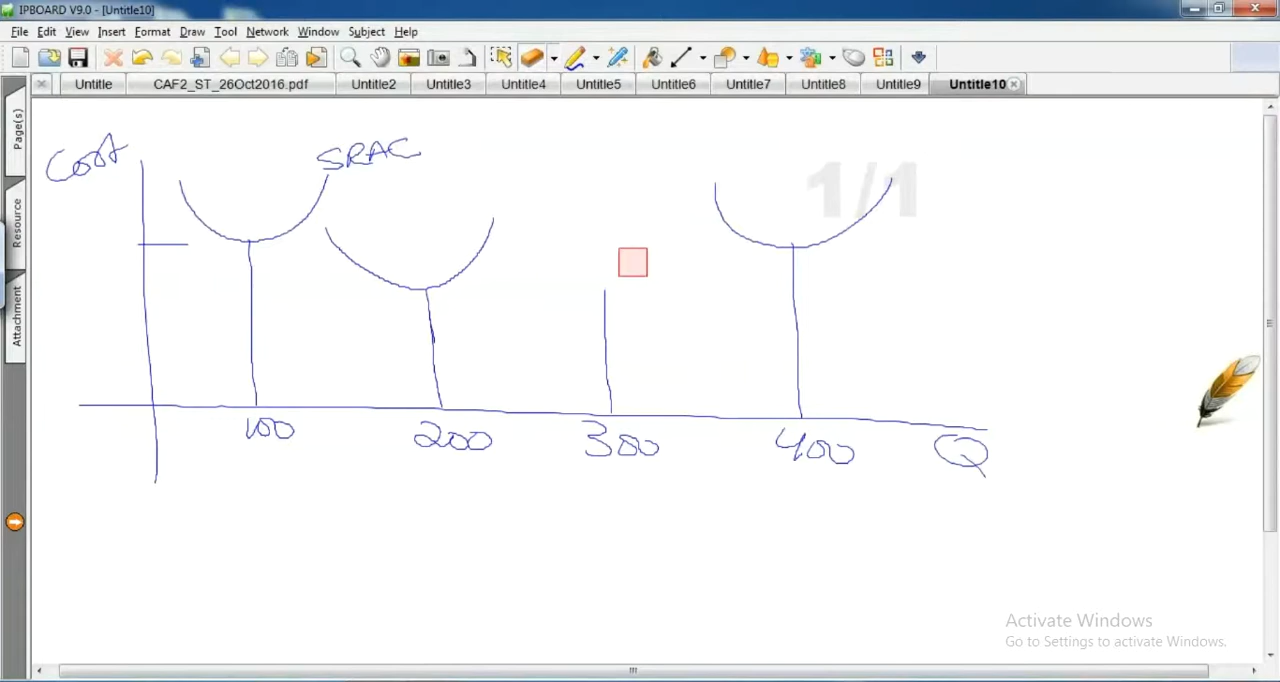 IPBOARD V9.0 - [Untitle10]
File Edit View Insert Format Draw Tool Network Window Subject Help
Untitle CAF2_ST_26Oct2016.pdf Untitle2 Untitle3 Untitle4 Untitle5 Untitle6 Untitle7 Untitle8 Untitle9 Untitle10
Page(s)
Resource
Attachment
Cost
SRAC
1/1
100 200 300 400 Q
Activate Windows
Go to Settings to activate Windows.